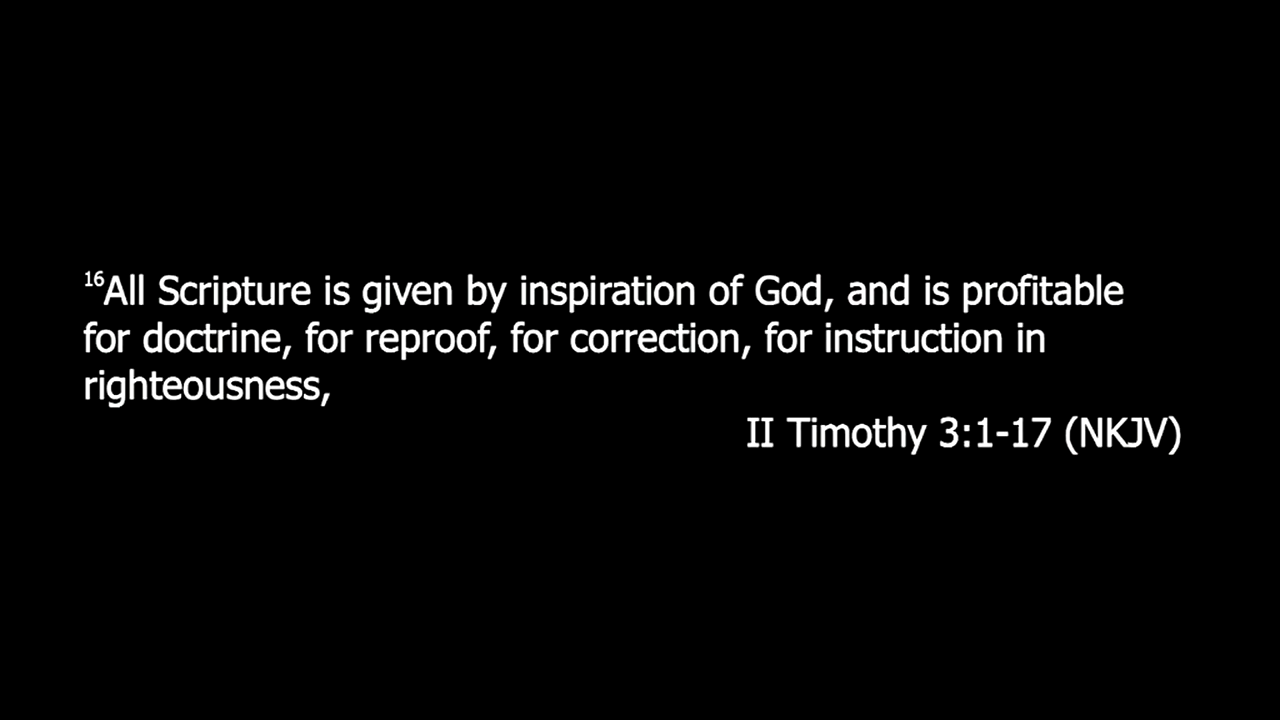 16All Scripture is given by inspiration of God, and is profitable
for doctrine, for reproof, for correction, for instruction in
righteousness,
II Timothy 3:1-17 (NKJV)